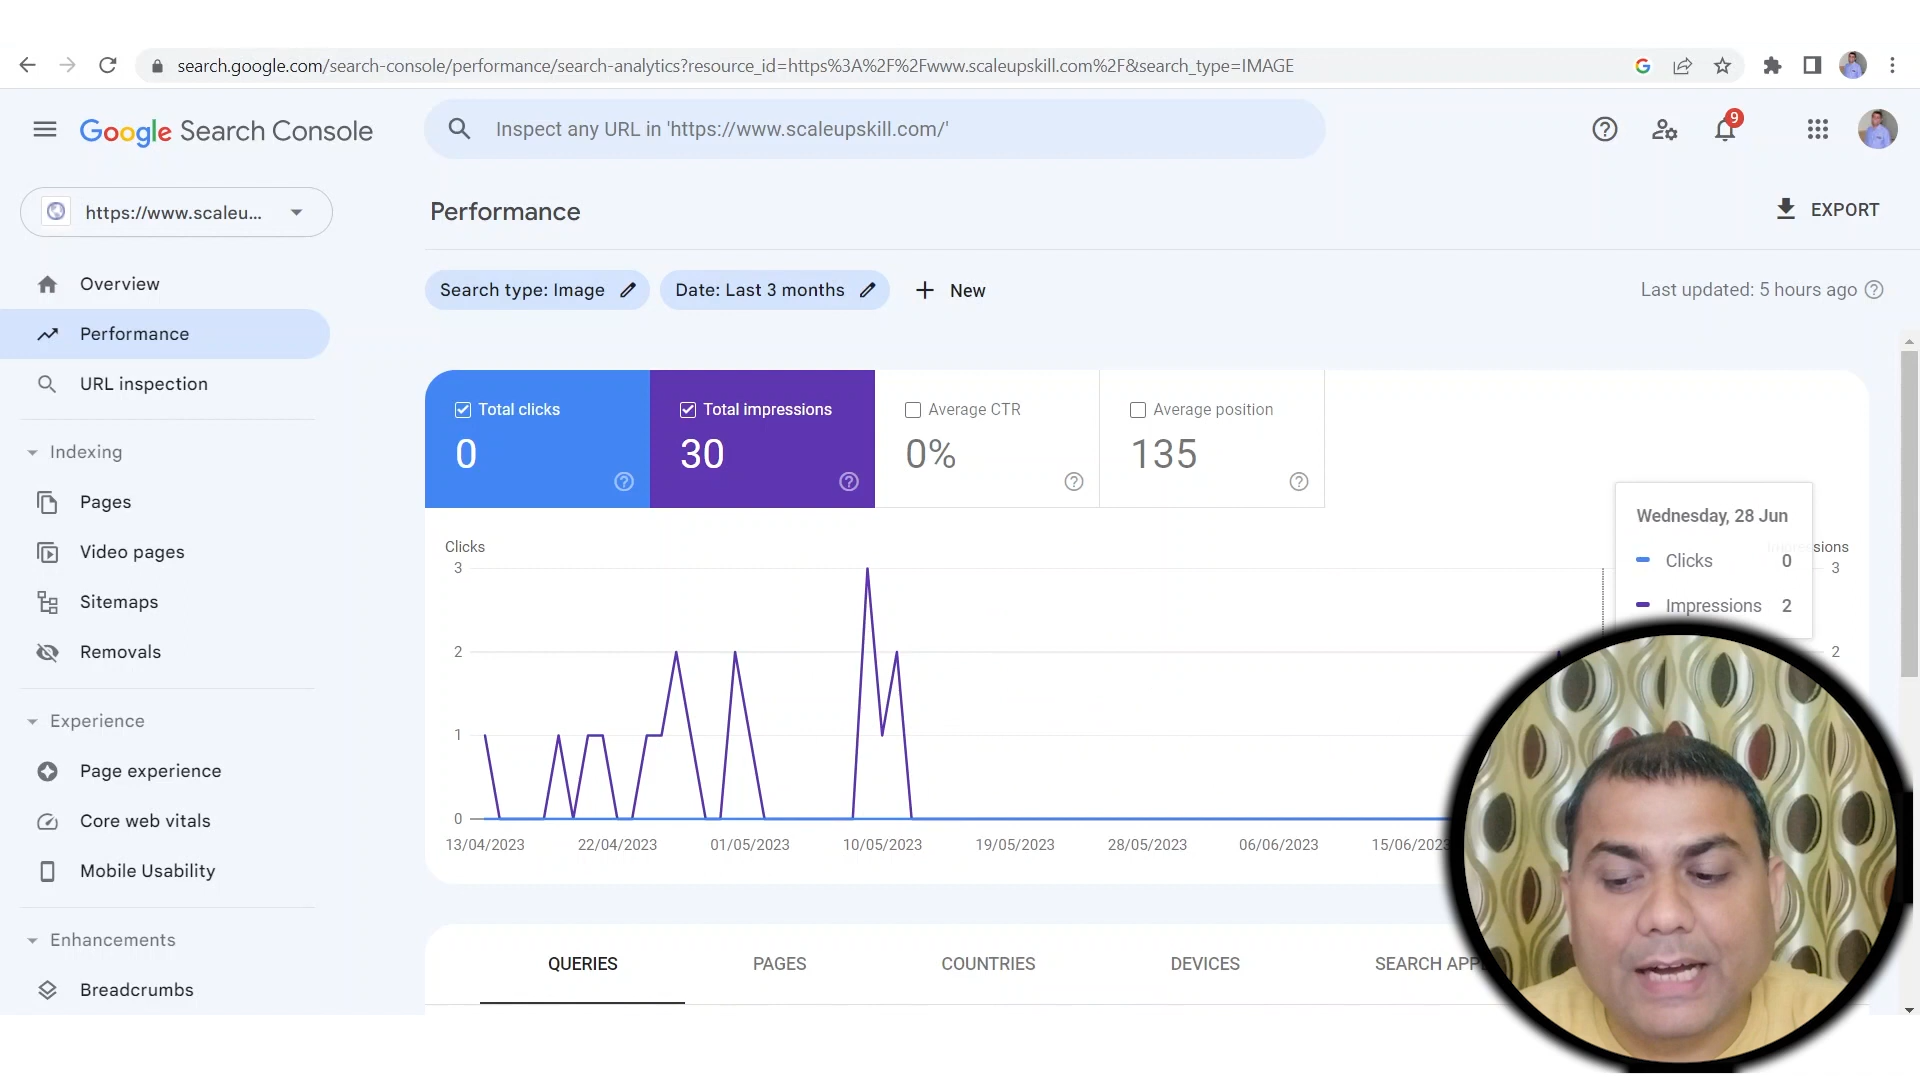 search.google.com/search-console/performance/search-analytics?resource_id=https%3A%2F%2Fwww.scaleupskill.com%2F&search_type=IMAGE
Google Search Console
Inspect any URL in 'https://www.scaleupskill.com/'
9
https://www.scaleu...
Performance
EXPORT
Overview
Performance
URL inspection
Indexing
Pages
Video pages
Sitemaps
Removals
Experience
Page experience
Core web vitals
Mobile Usability
Enhancements
Breadcrumbs
Search type: Image
Date: Last 3 months
New
Last updated: 5 hours ago
Total clicks
0
Total impressions
30
Average CTR
0%
Average position
135
Wednesday, 28 Jun
Clicks 0
Impressions 2
Clicks
3
2
1
0
3
2
13/04/2023 22/04/2023 01/05/2023 10/05/2023 19/05/2023 28/05/2023 06/06/2023 15/06/2023
QUERIES PAGES COUNTRIES DEVICES SEARCH APP